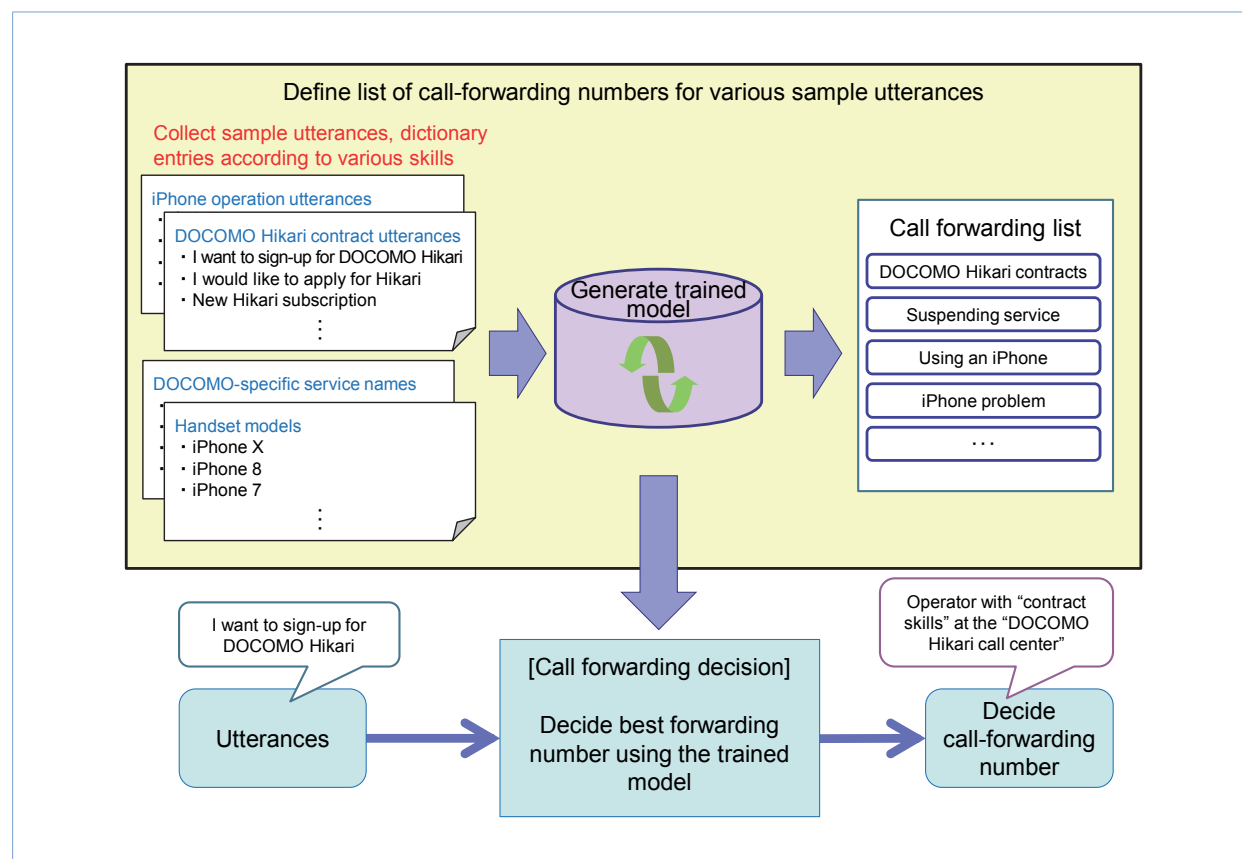 Define list of call-forwarding numbers for various sample utterances
Collect sample utterances, dictionary
entries according to various skills
iPhone operation utterances
DOCOMO Hikari contract utterances
・I want to sign-up for DOCOMO Hikari
・I would like to apply for Hikari
・New Hikari subscription
⋮
DOCOMO-specific service names
Handset models
・iPhone X
・iPhone 8
・iPhone 7
⋮
Generate trained
model
Call forwarding list
DOCOMO Hikari contracts
Suspending service
Using an iPhone
iPhone problem
…
I want to sign-up for
DOCOMO Hikari
Utterances
[Call forwarding decision]
Decide best forwarding
number using the trained
model
Operator with “contract
skills” at the “DOCOMO
Hikari call center”
Decide
call-forwarding
number